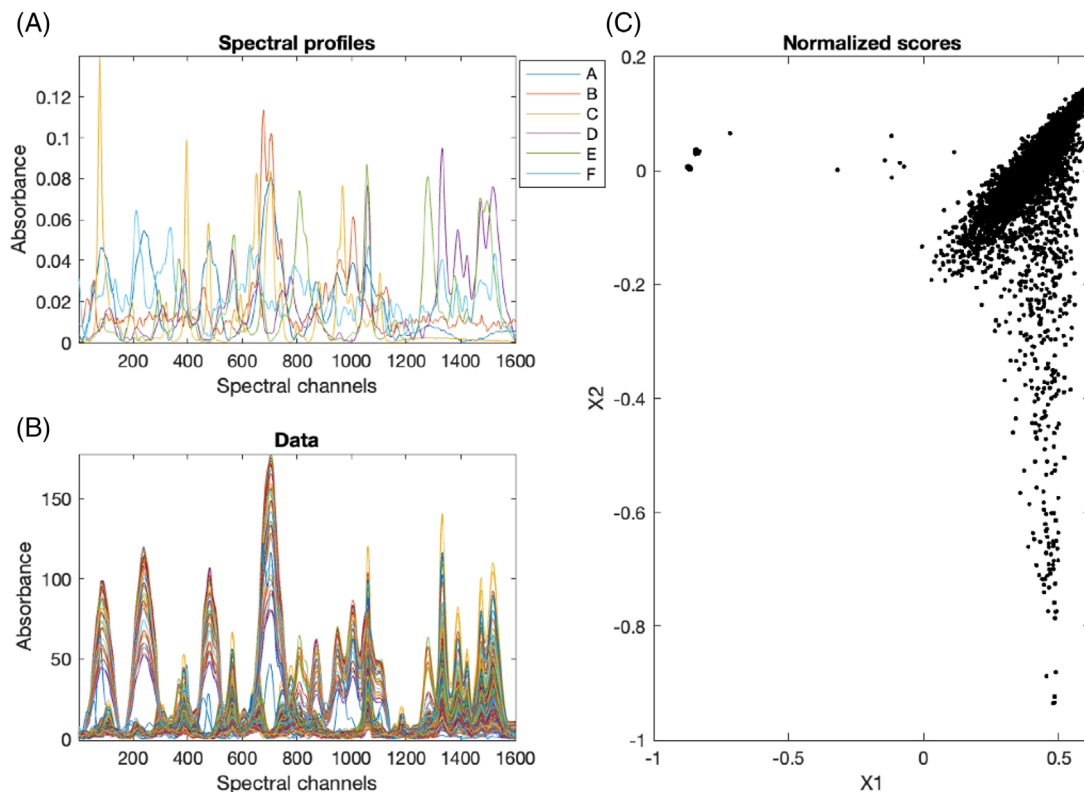 (A)
Spectral profiles
A
B
C
D
E
F
0.12
0.1
0.08
0.06
0.04
0.02
0
Absorbance
200 400 600 800 1000 1200 1400 1600
Spectral channels
(B)
Data
150
100
50
0
Absorbance
200 400 600 800 1000 1200 1400 1600
Spectral channels
(C)
Normalized scores
0.2
0
-0.2
-0.4
-0.6
-0.8
-1
X2
-1 -0.5 0 0.5
X1